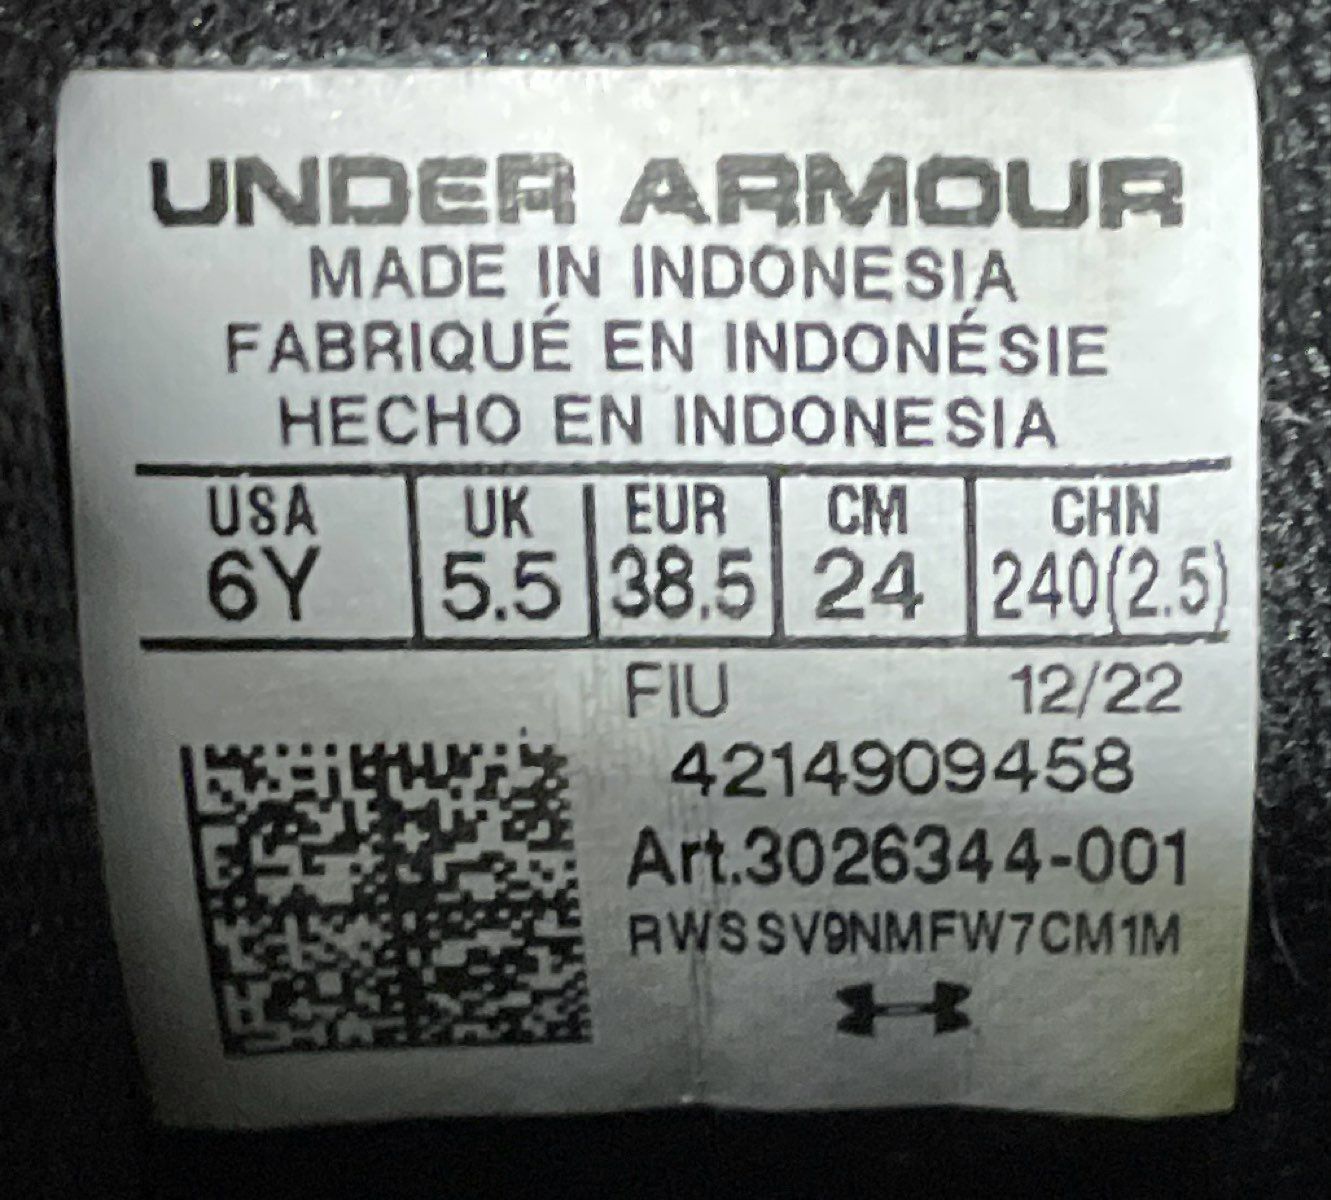 UNDER ARMOUR
MADE IN INDONESIA
FABRIQUÉ EN INDONÉSIE
HECHO EN INDONESIA
USA UK EUR CM CHN
6Y 5.5 38.5 24 240(2.5)
FIU 12/22
4214909458
Art.3026344-001
RWSSV9NMFW7CM1M